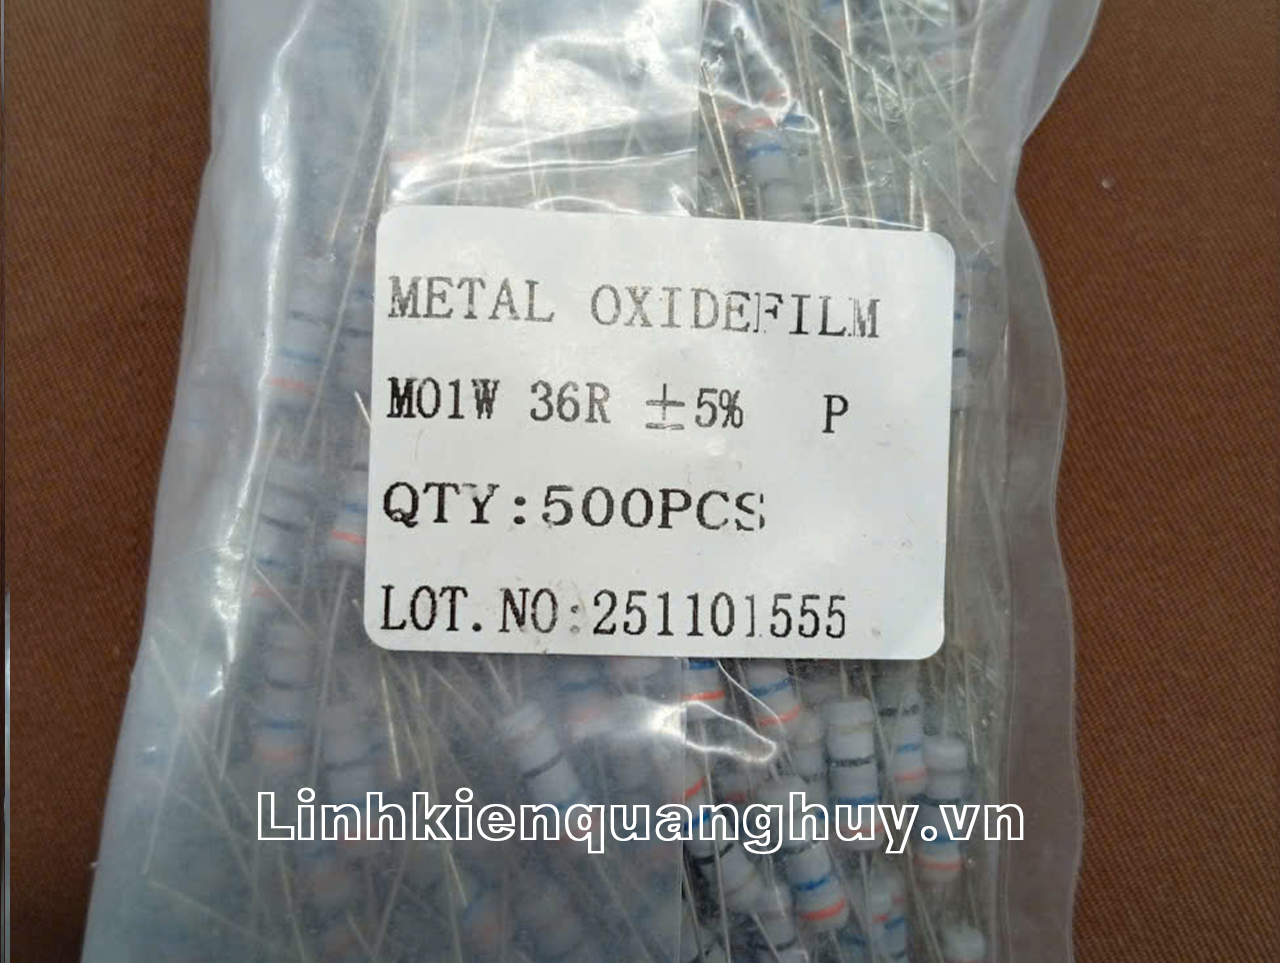 METAL OXIDEFILM
MO1W 36R ±5% P
QTY:500PCS
LOT.NO:251101555
Linhkienquanghuy.vn